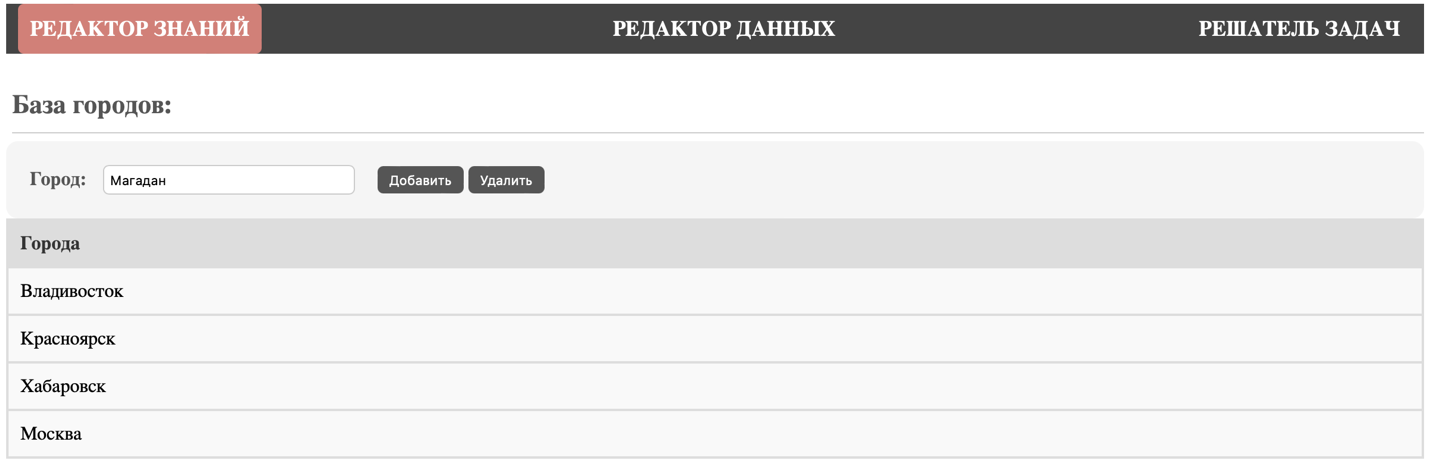 РЕДАКТОР ЗНАНИЙ РЕДАКТОР ДАННЫХ РЕШАТЕЛЬ ЗАДАЧ
База городов:
Город: Магадан Добавить Удалить
Города
Владивосток
Красноярск
Хабаровск
Москва